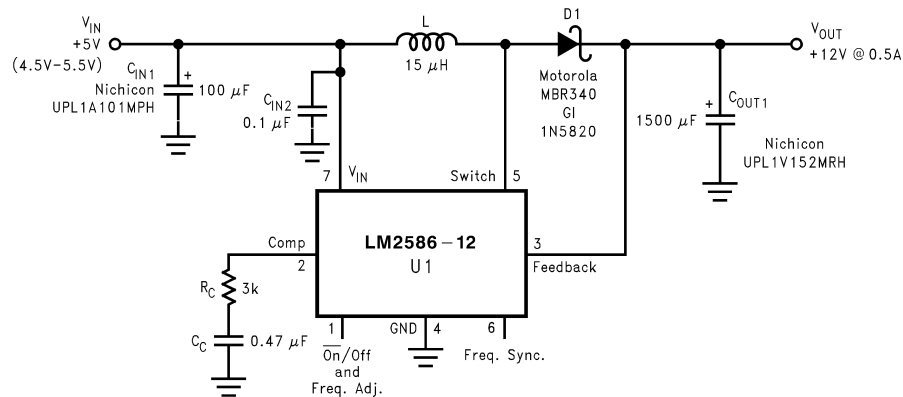 V_IN
+5V
(4.5V-5.5V)
C_IN1
Nichicon
UPL1A101MPH
+
100 μF
C_IN2
0.1 μF
L
15 μH
D1
Motorola
MBR340
GI
1N5820
V_OUT
+12V @ 0.5A
+
C_OUT1
1500 μF
Nichicon
UPL1V152MRH
7
V_IN
Switch
5
LM2586-12
U1
Comp
2
3
Feedback
R_C
3k
C_C
0.47 μF
1
O̅n̅/Off
and
Freq. Adj.
GND
4
6
Freq. Sync.